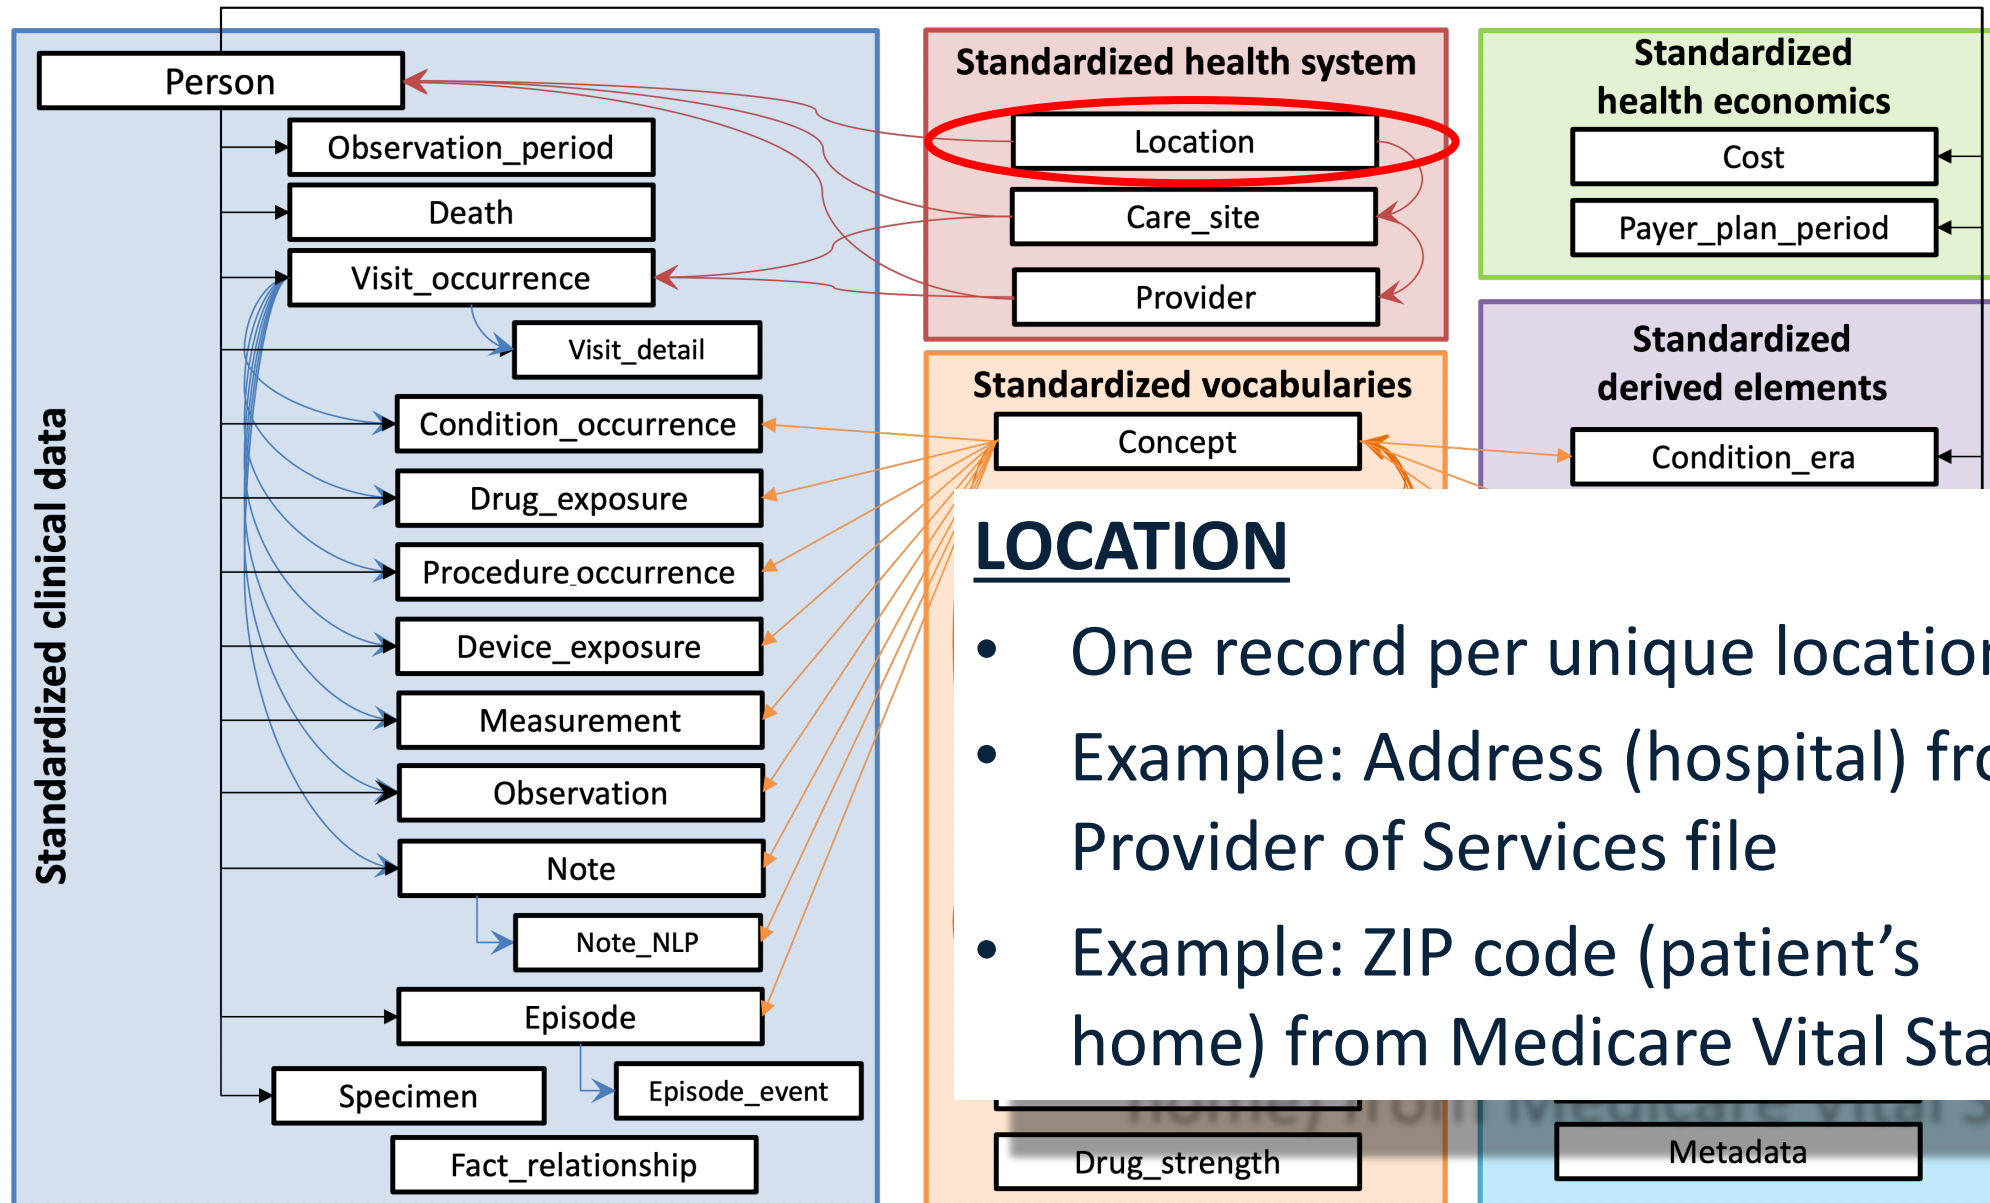 Standardized clinical data
Person
Observation_period
Death
Visit_occurrence
Visit_detail
Condition_occurrence
Drug_exposure
Procedure_occurrence
Device_exposure
Measurement
Observation
Note
Note_NLP
Episode
Episode_event
Specimen
Fact_relationship
Standardized health system
Location
Care_site
Provider
Standardized vocabularies
Concept
Drug_strength
Standardized
health economics
Cost
Payer_plan_period
Standardized
derived elements
Condition_era
Metadata
LOCATION
• One record per unique location
• Example: Address (hospital) fro
Provider of Services file
• Example: ZIP code (patient’s
home) from Medicare Vital Sta